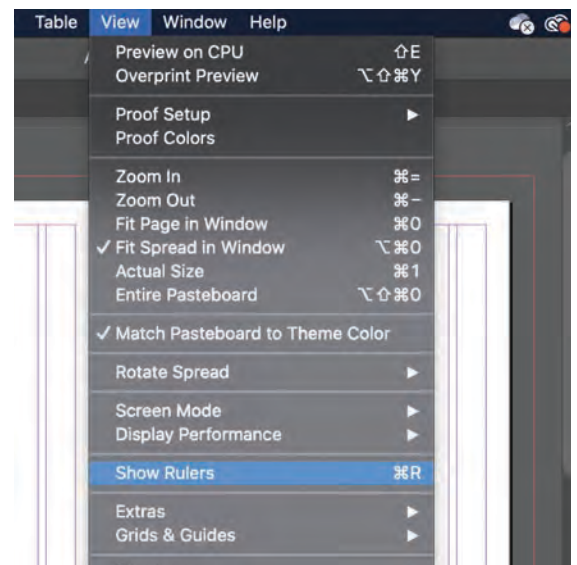 Table View Window Help
Preview on CPU ⇧E
Overprint Preview ⌥⇧⌘Y
Proof Setup ▶
Proof Colors
Zoom In ⌘=
Zoom Out ⌘−
Fit Page in Window ⌘0
✓ Fit Spread in Window ⌥⌘0
Actual Size ⌘1
Entire Pasteboard ⌥⇧⌘0
✓ Match Pasteboard to Theme Color
Rotate Spread ▶
Screen Mode ▶
Display Performance ▶
Show Rulers ⌘R
Extras ▶
Grids & Guides ▶